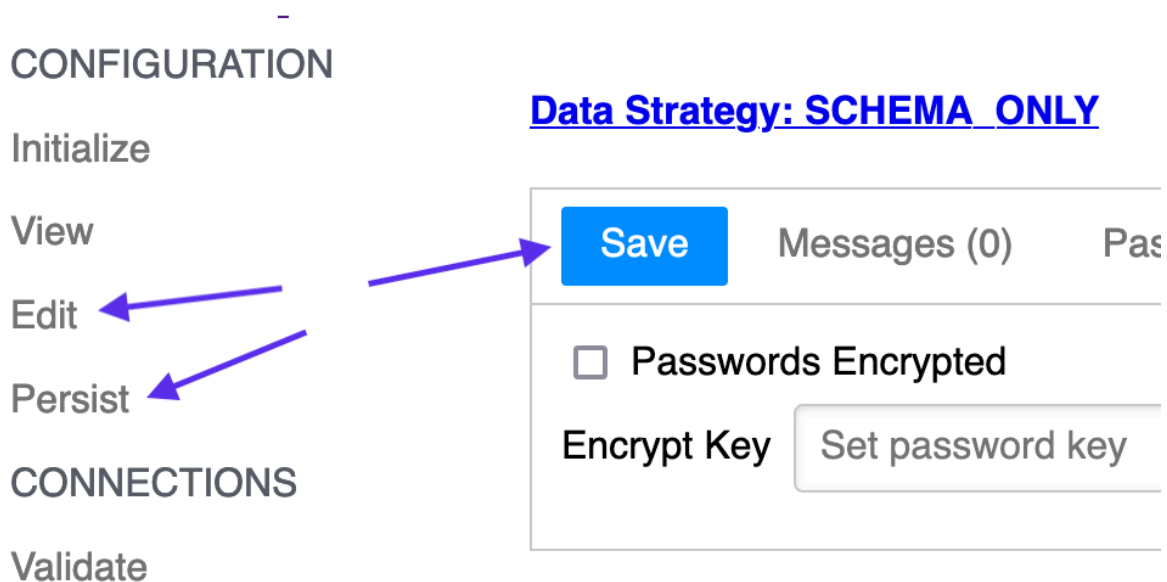 CONFIGURATION
Initialize
View
Edit
Persist
CONNECTIONS
Validate
Data Strategy: SCHEMA_ONLY
Save Messages (0) Pas
Passwords Encrypted
Encrypt Key Set password key